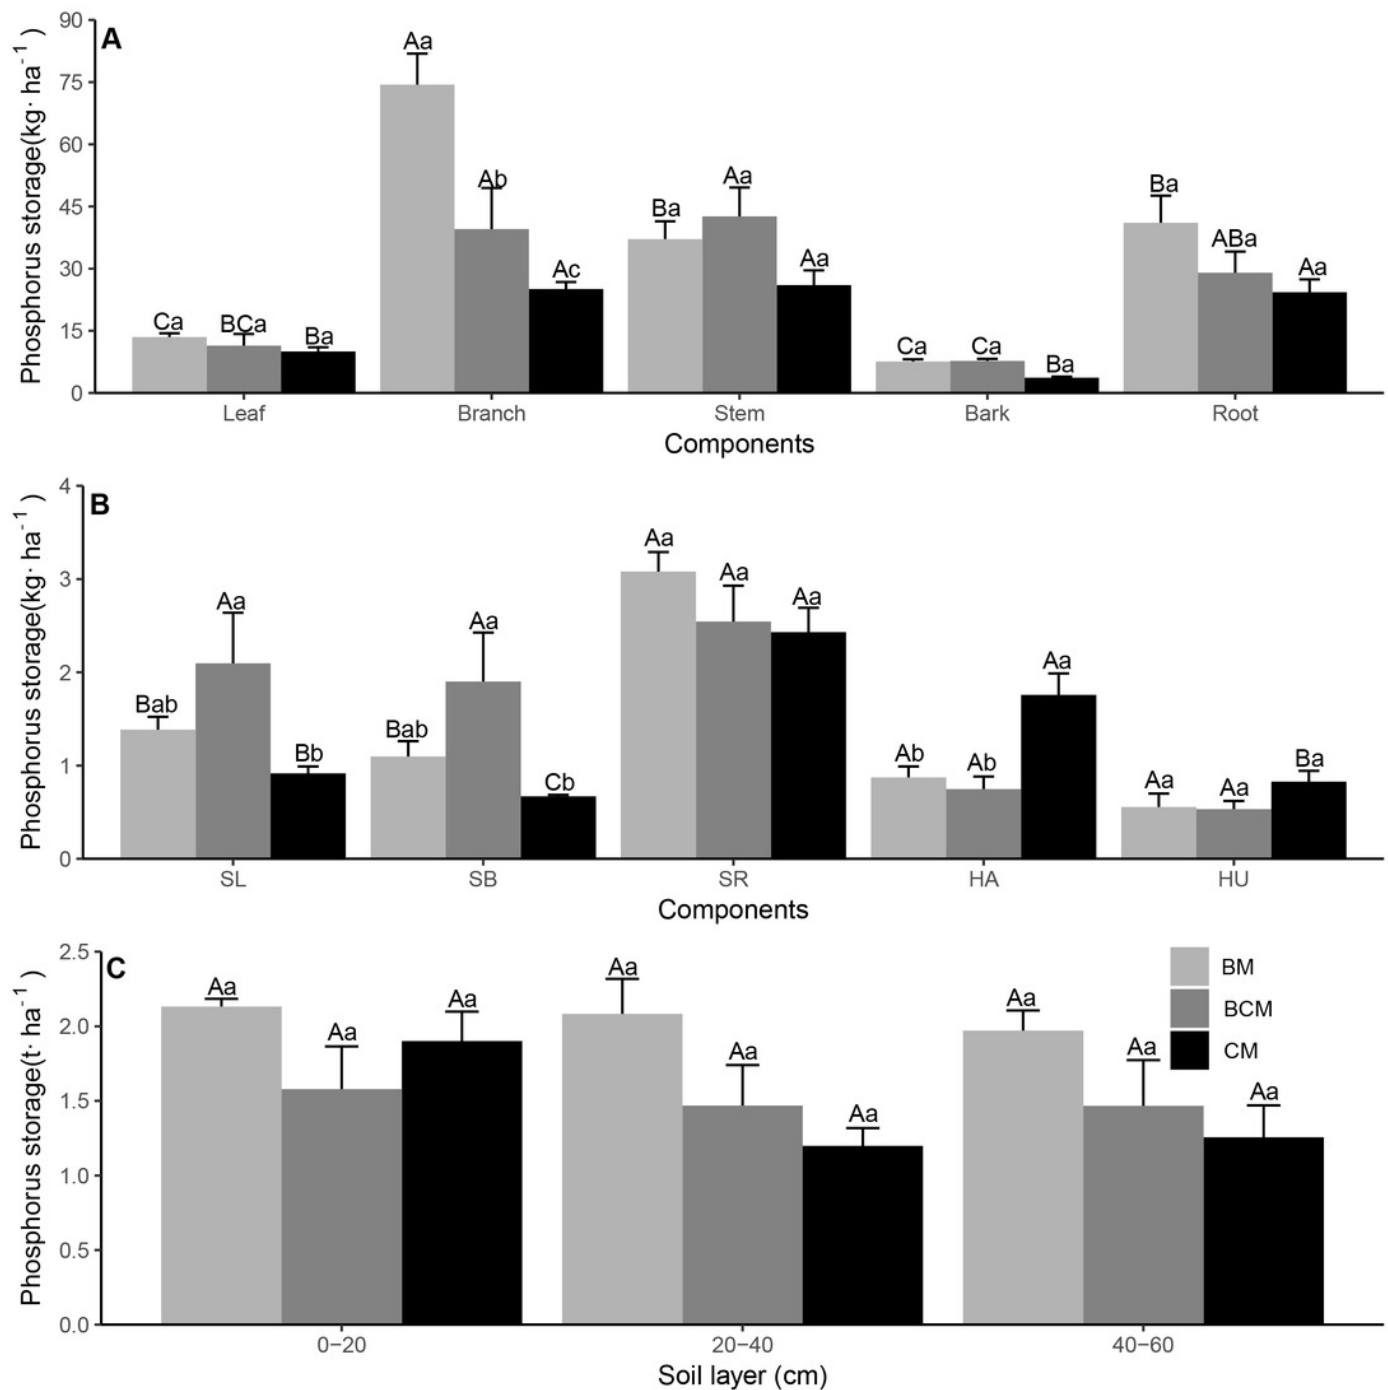 A
Phosphorus storage(kg· ha⁻¹ )
90
75
60
45
30
15
0
Ca BCa Ba
Aa Ab Ac
Ba Aa Aa
Ca Ca Ba
Ba ABa Aa
Leaf Branch Stem Bark Root
Components
B
Phosphorus storage(kg· ha⁻¹ )
4
3
2
1
0
Bab Aa Bb
Bab Aa Cb
Aa Aa Aa
Ab Ab Aa
Aa Aa Ba
SL SB SR HA HU
Components
C
Phosphorus storage(t· ha⁻¹ )
2.5
2.0
1.5
1.0
0.5
0.0
Aa Aa Aa
Aa Aa Aa
Aa Aa Aa
BM
BCM
CM
0−20 20−40 40−60
Soil layer (cm)